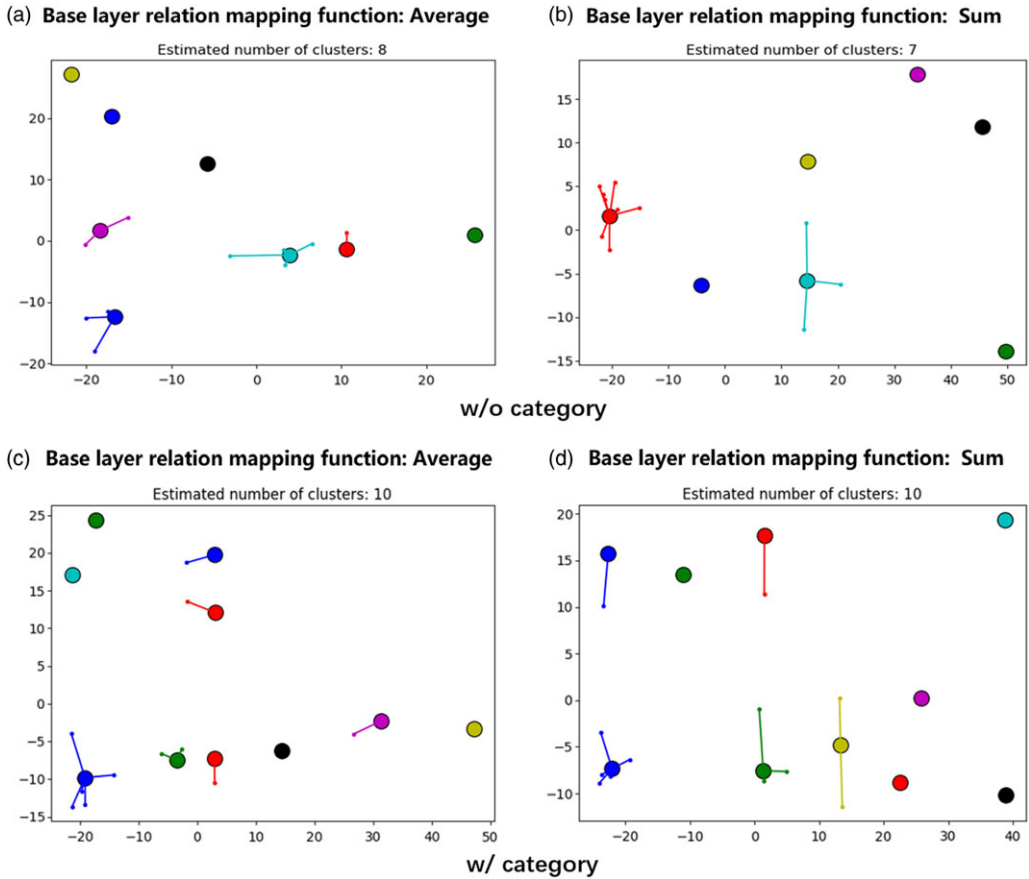 (a) Base layer relation mapping function: Average
Estimated number of clusters: 8
20
10
0
−10
−20
−20 −10 0 10 20
(b) Base layer relation mapping function: Sum
Estimated number of clusters: 7
15
10
5
0
−5
−10
−15
−20 −10 0 10 20 30 40 50
w/o category
(c) Base layer relation mapping function: Average
Estimated number of clusters: 10
25
20
15
10
5
0
−5
−10
−15
−20 −10 0 10 20 30 40 50
(d) Base layer relation mapping function: Sum
Estimated number of clusters: 10
20
15
10
5
0
−5
−10
−20 −10 0 10 20 30 40
w/ category